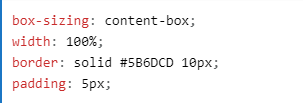 box-sizing: content-box;
width: 100%;
border: solid #5B6DCD 10px;
padding: 5px;